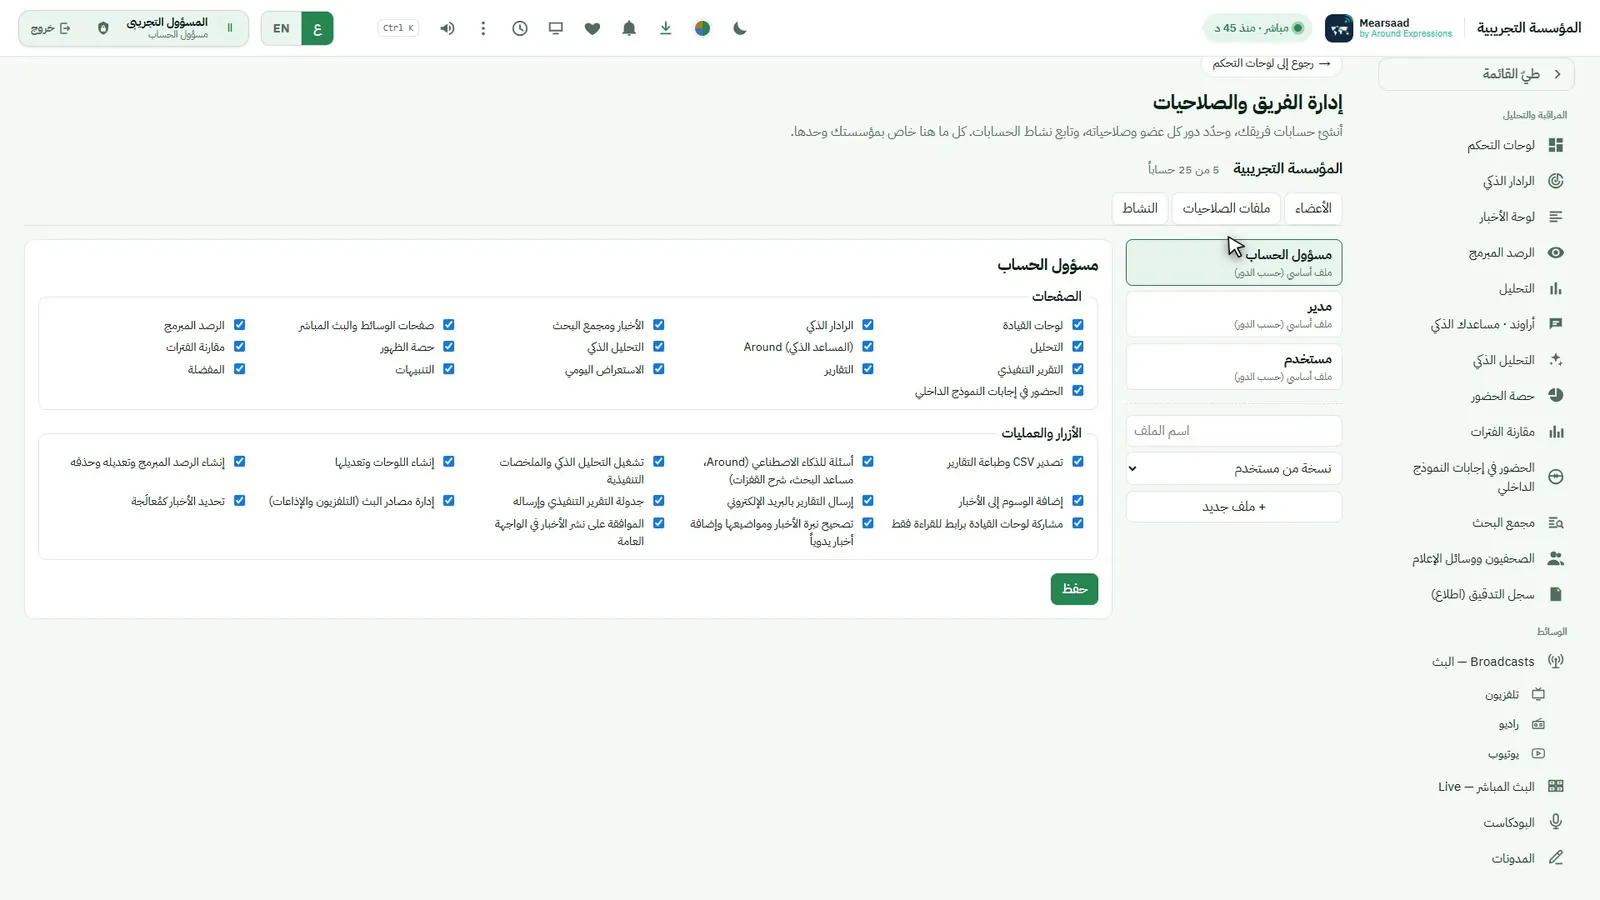 المؤسسة التجريبية
Mearsaad
by Around Expressions
مباشر · منذ 45 د
Ctrl K
ع
EN
المسؤول التجريبي
مسؤول الحساب
خروج
طيّ القائمة
المراقبة والتحليل
لوحات التحكم
الرادار الذكي
لوحة الأخبار
الرصد المبرمج
التحليل
أراوند · مساعدك الذكي
التحليل الذكي
حصة الحضور
مقارنة الفترات
الحضور في إجابات النموذج
الداخلي
مجمع البحث
الصحفيون ووسائل الإعلام
سجل التدقيق (اطلاع)
الوسائط
Broadcasts — البث
تلفزيون
راديو
يوتيوب
البث المباشر — Live
البودكاست
المدونات
→ رجوع إلى لوحات التحكم
إدارة الفريق والصلاحيات
أنشئ حسابات فريقك، وحدّد دور كل عضو وصلاحياته، وتابع نشاط الحسابات. كل ما هنا خاص بمؤسستك وحدها.
المؤسسة التجريبية 5 من 25 حساباً
الأعضاء
ملفات الصلاحيات
النشاط
مسؤول الحساب
ملف أساسي (حسب الدور)
مدير
ملف أساسي (حسب الدور)
مستخدم
ملف أساسي (حسب الدور)
اسم الملف
نسخة من مستخدم
+ ملف جديد
مسؤول الحساب
الصفحات
لوحات القيادة
الرادار الذكي
الأخبار ومجمع البحث
صفحات الوسائط والبث المباشر
الرصد المبرمج
التحليل
Around (المساعد الذكي)
التحليل الذكي
حصة الظهور
مقارنة الفترات
التقرير التنفيذي
التقارير
الاستعراض اليومي
التنبيهات
المفضلة
الحضور في إجابات النموذج الداخلي
الأزرار والعمليات
تصدير CSV وطباعة التقارير
أسئلة للذكاء الاصطناعي (Around،
مساعد البحث، شرح القفزات)
تشغيل التحليل الذكي والملخصات
التنفيذية
إنشاء اللوحات وتعديلها
إنشاء الرصد المبرمج وتعديله وحذفه
إضافة الوسوم إلى الأخبار
إرسال التقارير بالبريد الإلكتروني
جدولة التقرير التنفيذي وإرساله
إدارة مصادر البث (التلفزيون والإذاعات)
تحديد الأخبار كمُعالَجة
مشاركة لوحات القيادة برابط للقراءة فقط
تصحيح نبرة الأخبار ومواضيعها وإضافة
أخبار يدوياً
الموافقة على نشر الأخبار في الواجهة
العامة
حفظ